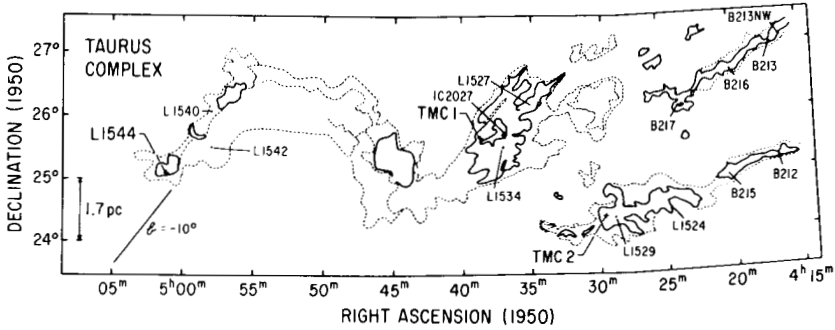 TAURUS
COMPLEX
27°
26°
25°
24°
DECLINATION (1950)
1.7 pc
L1544
L1540
L1542
b = -10°
L1527
IC2027
TMC 1
L1534
B213NW
B213
B216
B217
B212
B215
L1524
L1529
TMC 2
05ᵐ 5ʰ00ᵐ 55ᵐ 50ᵐ 45ᵐ 40ᵐ 35ᵐ 30ᵐ 25ᵐ 20ᵐ 4ʰ15ᵐ
RIGHT ASCENSION (1950)